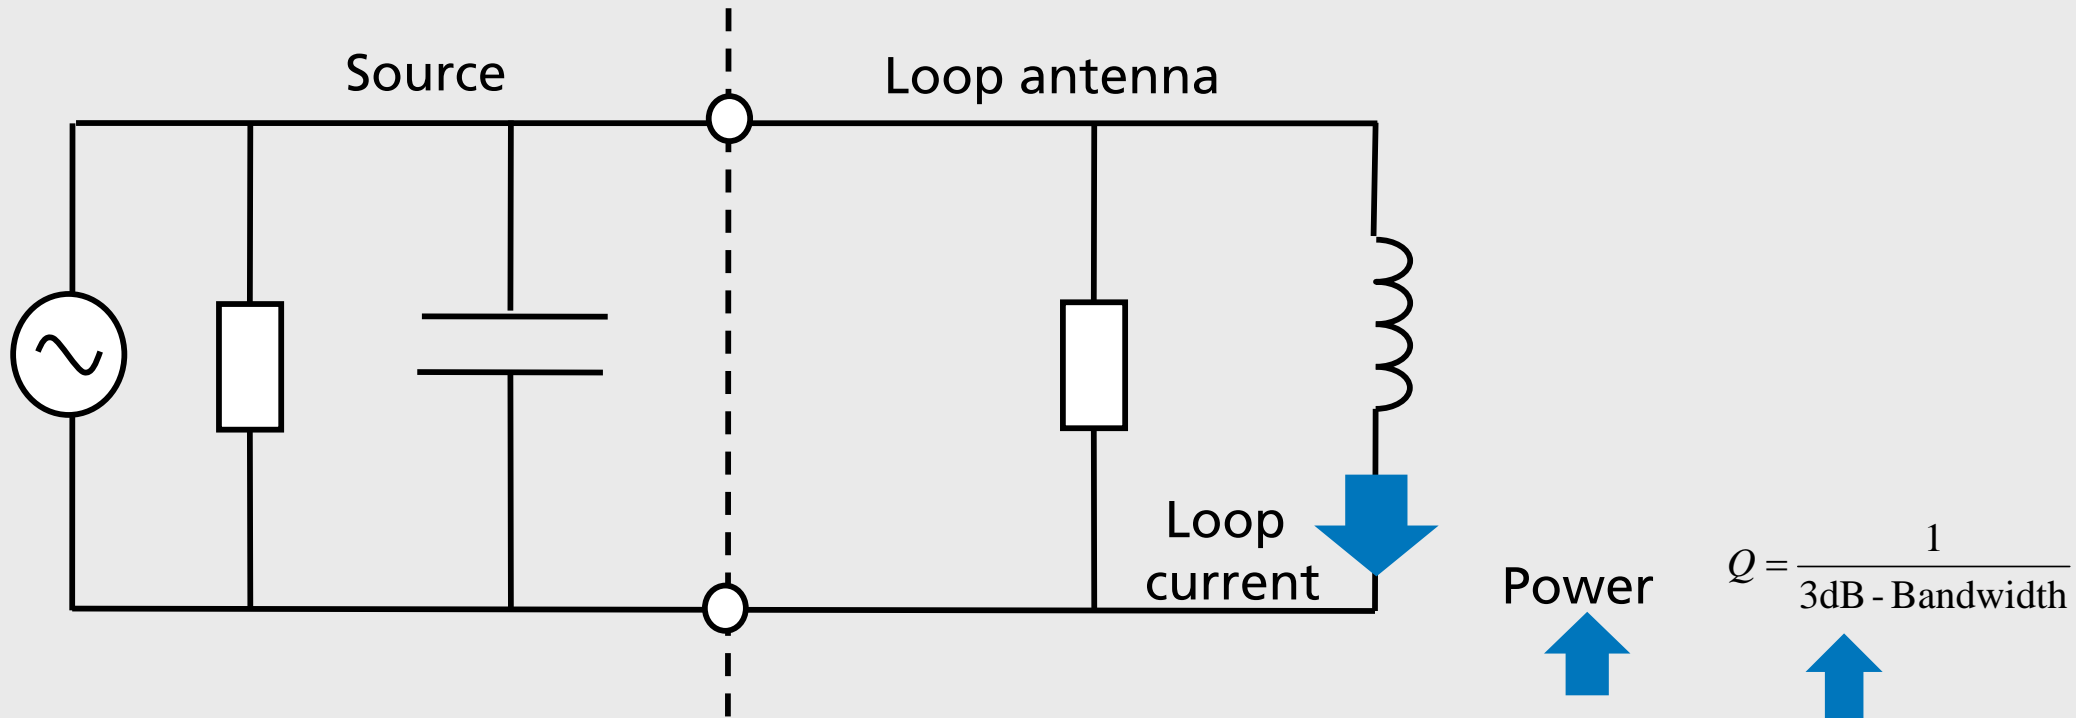 Source
Loop antenna
Loop
current
Power
Q = 1 / 3dB - Bandwidth